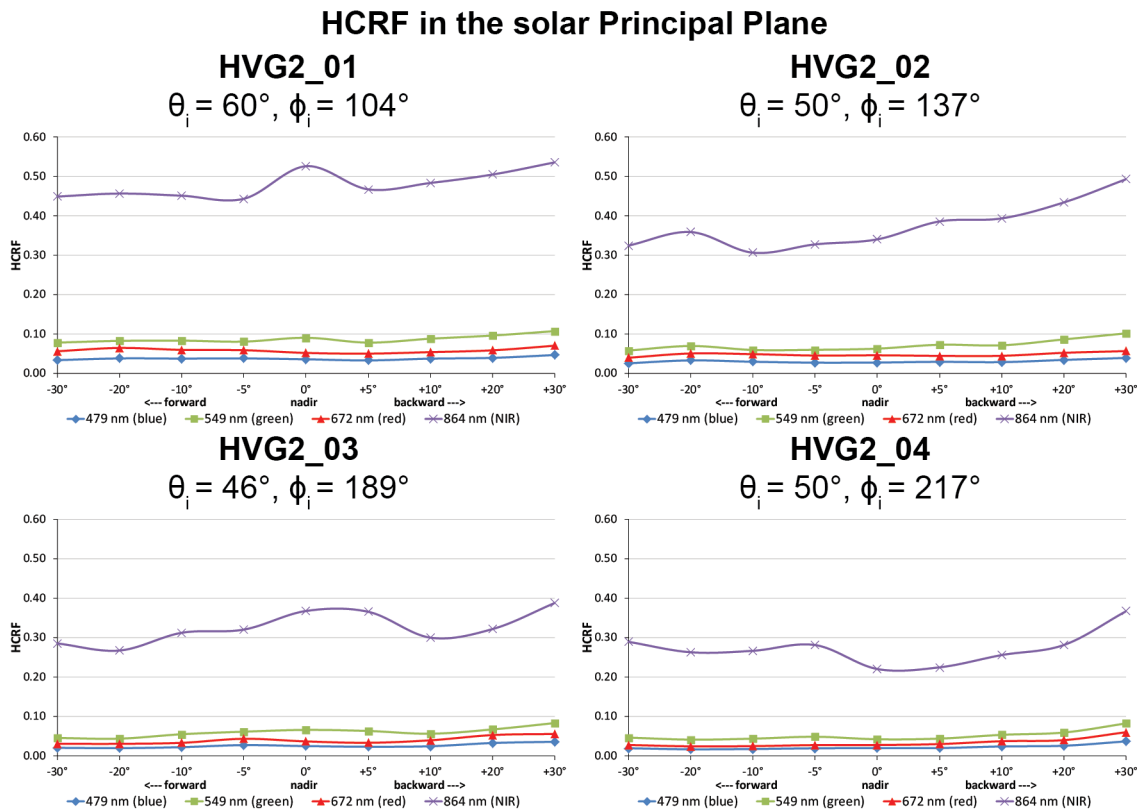 HCRF in the solar Principal Plane
HVG2_01
θi = 60°, ϕi = 104°
0.60
0.50
0.40
0.30
0.20
0.10
0.00
HCRF
-30° -20° -10° -5° 0° +5° +10° +20° +30°
<--- forward nadir backward --->
479 nm (blue) 549 nm (green) 672 nm (red) 864 nm (NIR)
HVG2_02
θi = 50°, ϕi = 137°
0.60
0.50
0.40
0.30
0.20
0.10
0.00
HCRF
-30° -20° -10° -5° 0° +5° +10° +20° +30°
<--- forward nadir backward --->
479 nm (blue) 549 nm (green) 672 nm (red) 864 nm (NIR)
HVG2_03
θi = 46°, ϕi = 189°
0.60
0.50
0.40
0.30
0.20
0.10
0.00
HCRF
-30° -20° -10° -5° 0° +5° +10° +20° +30°
<--- forward nadir backward --->
479 nm (blue) 549 nm (green) 672 nm (red) 864 nm (NIR)
HVG2_04
θi = 50°, ϕi = 217°
0.60
0.50
0.40
0.30
0.20
0.10
0.00
HCRF
-30° -20° -10° -5° 0° +5° +10° +20° +30°
<--- forward nadir backward --->
479 nm (blue) 549 nm (green) 672 nm (red) 864 nm (NIR)